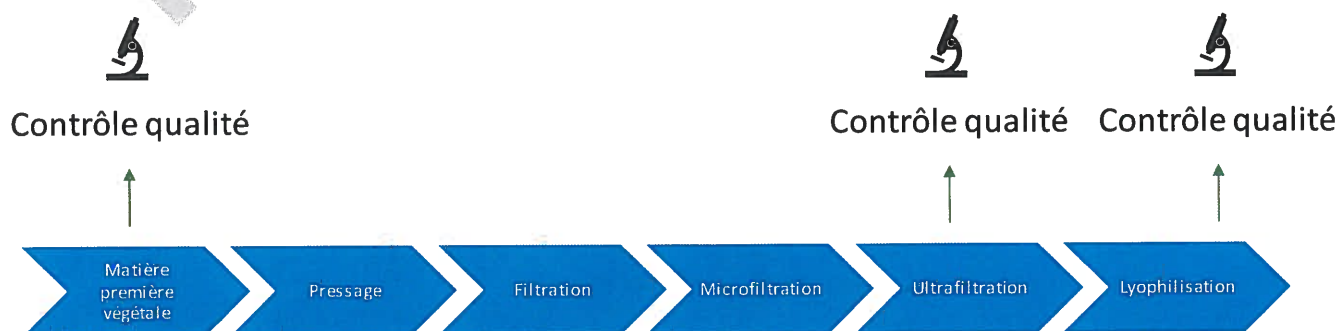 Contrôle qualité
Contrôle qualité
Contrôle qualité
Matière
première
végétale
Pressage
Filtration
Microfiltration
Ultrafiltration
Lyophilisation